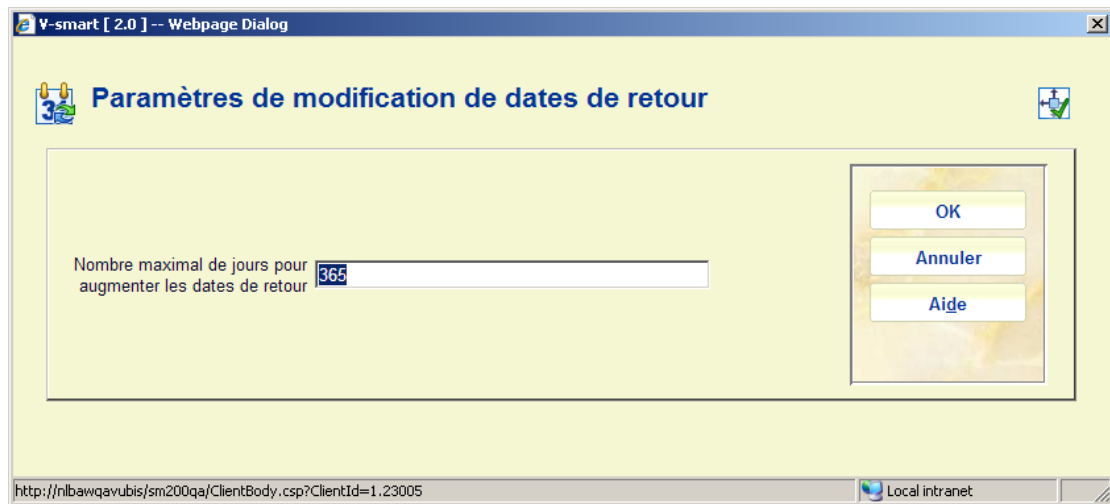 V-smart [ 2.0 ] -- Webpage Dialog
Paramètres de modification de dates de retour
Nombre maximal de jours pour
augmenter les dates de retour
365
OK
Annuler
Aide
http://nlbawqavubis/sm200qa/ClientBody.csp?ClientId=1.23005
Local intranet